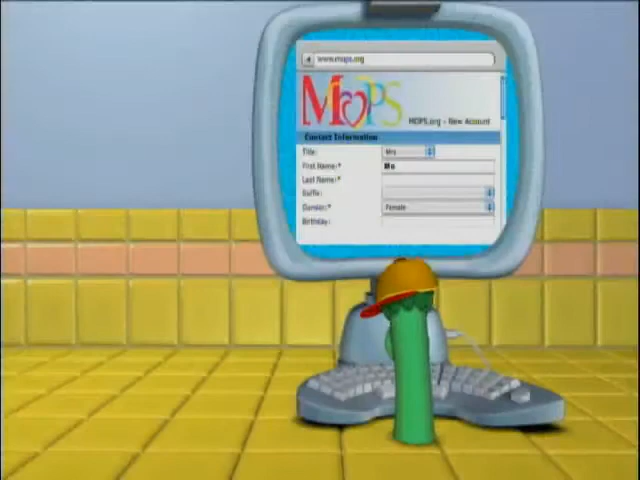 www.mops.org
MOPS
MOPS.org - New Account
Contact Information
Title: Mrs
First Name:* Mo
Last Name:*
Suffix:
Gender:* Female
Birthday: